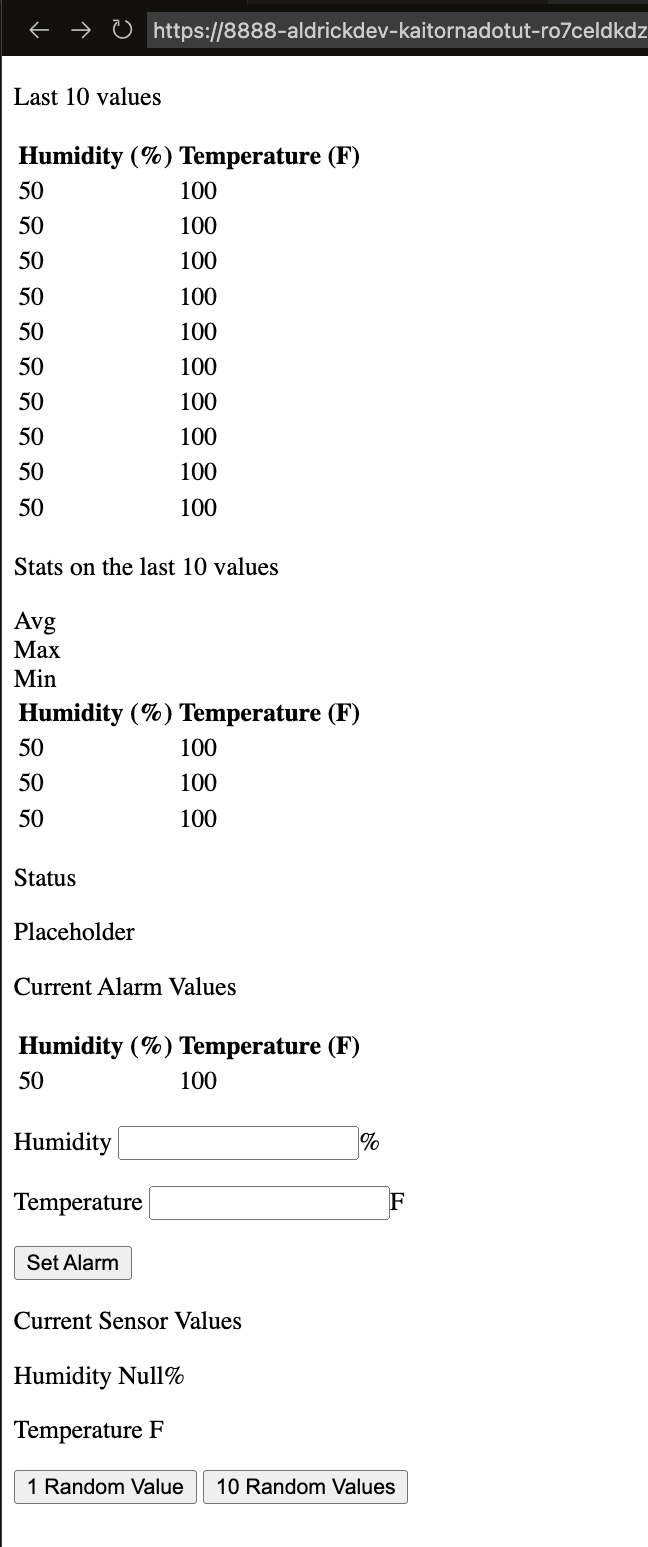 https://8888-aldrickdev-kaitornadotut-ro7celdkdz
Last 10 values
Humidity (%) Temperature (F)
50 100
50 100
50 100
50 100
50 100
50 100
50 100
50 100
50 100
50 100
Stats on the last 10 values
Avg
Max
Min
Humidity (%) Temperature (F)
50 100
50 100
50 100
Status
Placeholder
Current Alarm Values
Humidity (%) Temperature (F)
50 100
Humidity %
Temperature F
Set Alarm
Current Sensor Values
Humidity Null%
Temperature F
1 Random Value 10 Random Values